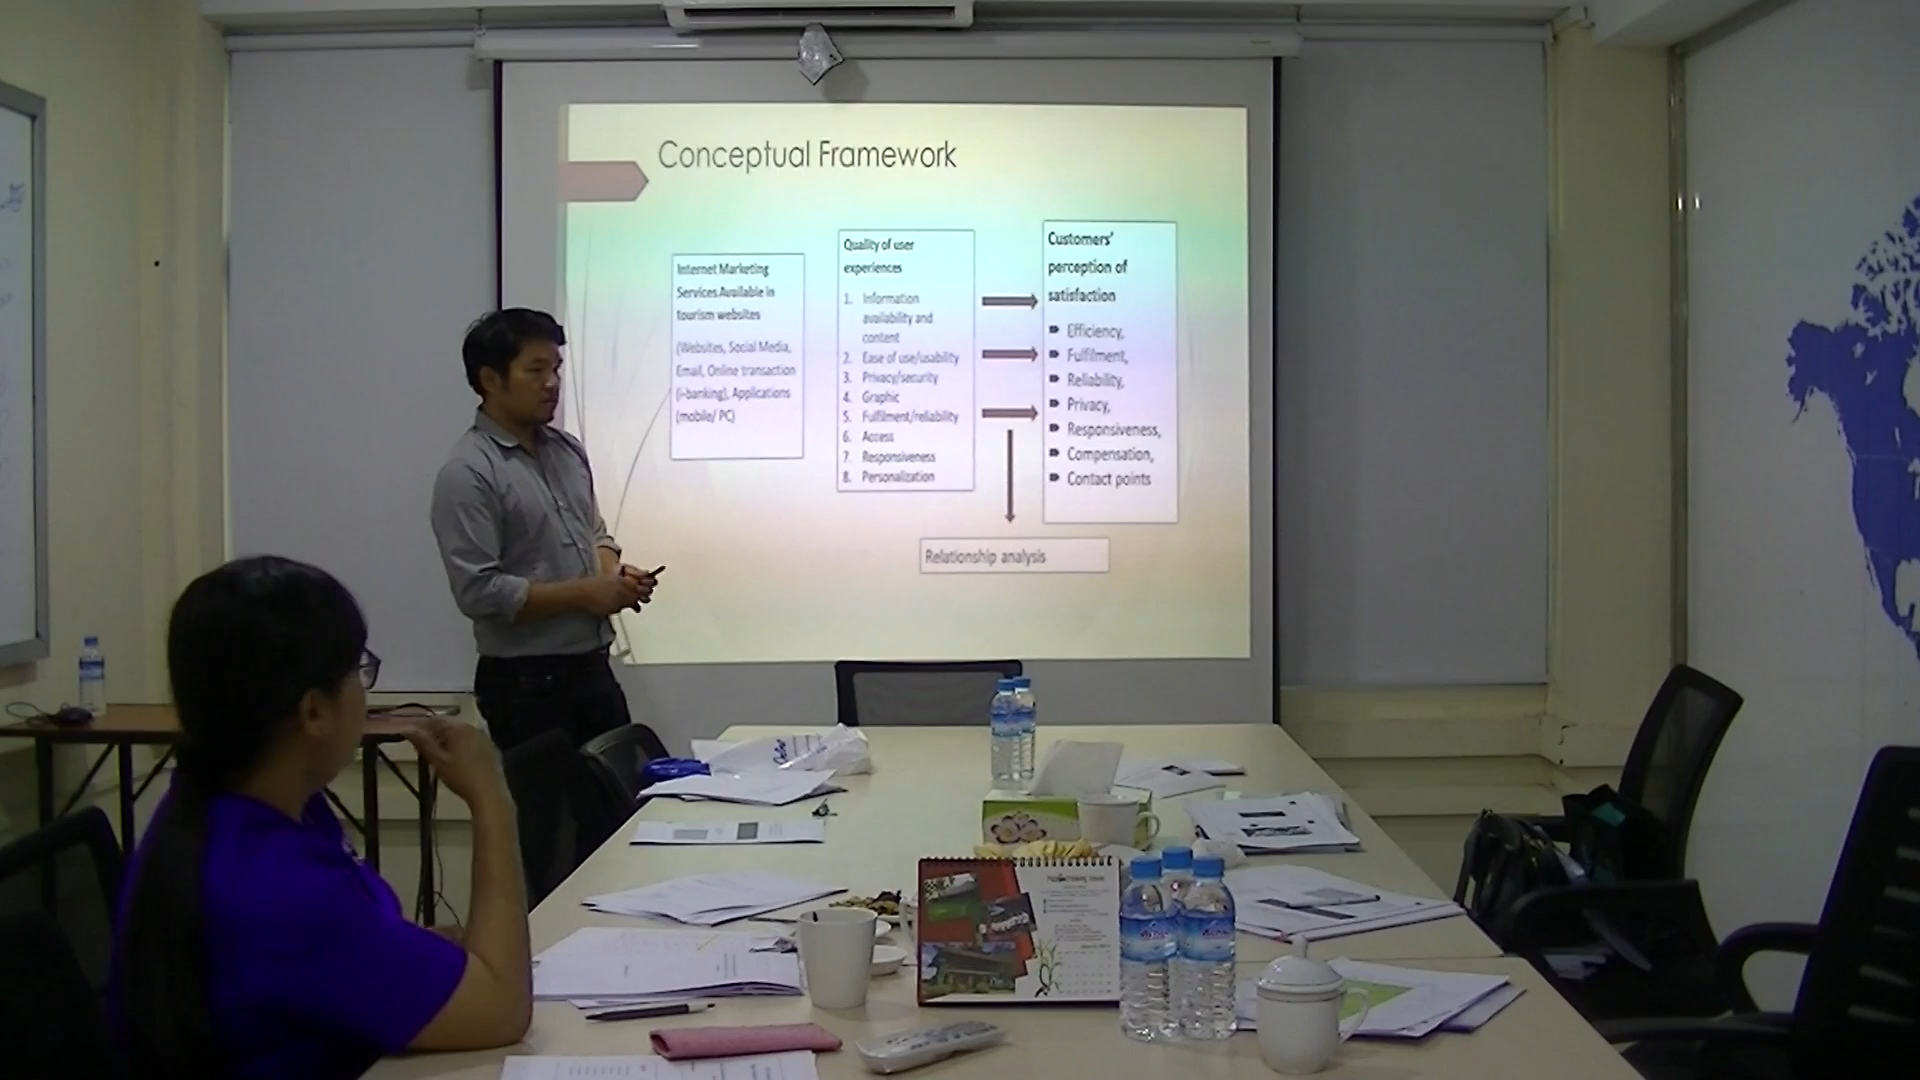 Conceptual Framework
Internet Marketing
Services Available in
tourism websites
(Websites, Social Media,
Email, Online transaction
(i-banking), Applications
(mobile/ PC)
Quality of user
experiences
1. Information
availability and
content
2. Ease of use/usability
3. Privacy/security
4. Graphic
5. Fulfilment/reliability
6. Access
7. Responsiveness
8. Personalization
Customers'
perception of
satisfaction
Efficiency,
Fulfilment,
Reliability,
Privacy,
Responsiveness,
Compensation,
Contact points
Relationship analysis